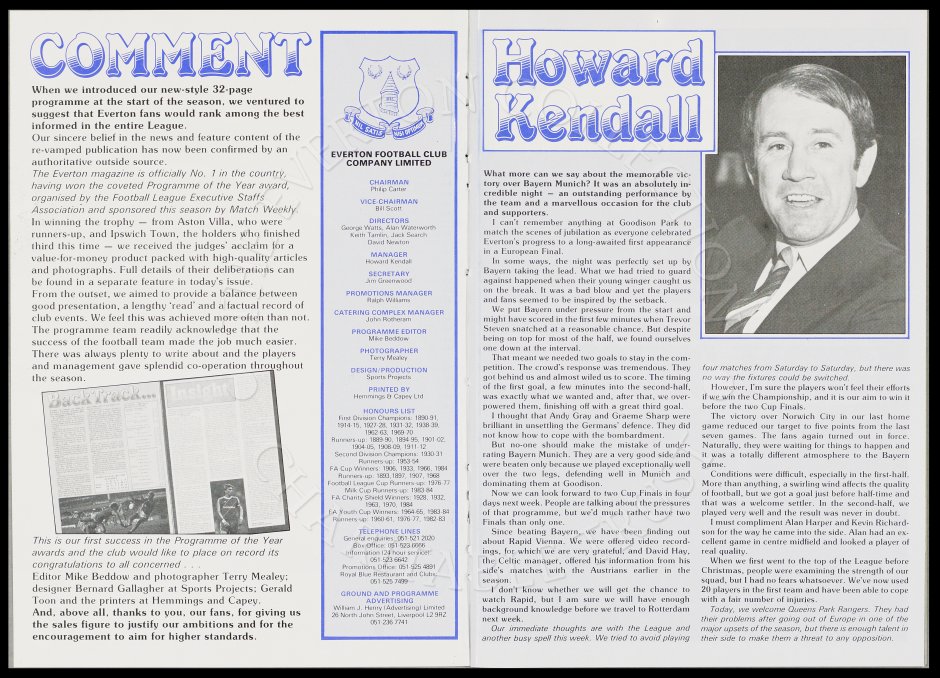 COMMENT
When we introduced our new-style 32-page
programme at the start of the season, we ventured to
suggest that Everton fans would rank among the best
informed in the entire League.
Our sincere belief in the news and feature content of the
re-vamped publication has now been confirmed by an
authoritative outside source.
The Everton magazine is officially No. 1 in the country,
having won the coveted Programme of the Year award,
organised by the Football League Executive Staffs
Association and sponsored this season by Match Weekly.
In winning the trophy — from Aston Villa, who were
runners-up, and Ipswich Town, the holders who finished
third this time — we received the judges' acclaim for a
value-for-money product packed with high-quality articles
and photographs. Full details of their deliberations can
be found in a separate feature in today's issue.
From the outset, we aimed to provide a balance between
good presentation, a lengthy 'read' and a factual record of
club events. We feel this was achieved more often than not.
The programme team readily acknowledge that the
success of the football team made the job much easier.
There was always plenty to write about and the players
and management gave splendid co-operation throughout
the season.
Back Track...
Insight
This is our first success in the Programme of the Year
awards and the club would like to place on record its
congratulations to all concerned . . .
Editor Mike Beddow and photographer Terry Mealey;
designer Bernard Gallagher at Sports Projects; Gerald
Toon and the printers at Hemmings and Capey.
And, above all, thanks to you, our fans, for giving us
the sales figure to justify our ambitions and for the
encouragement to aim for higher standards.
NIL SATIS NISI OPTIMUM
EVERTON FOOTBALL CLUB
COMPANY LIMITED
CHAIRMAN
Philip Carter
VICE-CHAIRMAN
Bill Scott
DIRECTORS
George Watts, Alan Waterworth
Keith Tamlin, Jack Search
David Newton
MANAGER
Howard Kendall
SECRETARY
Jim Greenwood
PROMOTIONS MANAGER
Ralph Williams
CATERING COMPLEX MANAGER
John Rotheram
PROGRAMME EDITOR
Mike Beddow
PHOTOGRAPHER
Terry Mealey
DESIGN/PRODUCTION
Sports Projects
PRINTED BY
Hemmings & Capey Ltd
HONOURS LIST
First Division Champions: 1890-91,
1914-15, 1927-28, 1931-32, 1938-39,
1962-63, 1969-70
Runners-up: 1889-90, 1894-95, 1901-02,
1904-05, 1908-09, 1911-12
Second Division Champions: 1930-31
Runners-up: 1953-54
FA Cup Winners: 1906, 1933, 1966, 1984
Runners-up: 1893, 1897, 1907, 1968
Football League Cup Runners-up: 1976-77
Milk Cup Runners-up: 1983-84
FA Charity Shield Winners: 1928, 1932,
1963, 1970, 1984
FA Youth Cup Winners: 1964-65, 1983-84
Runners-up: 1960-61, 1976-77, 1982-83
TELEPHONE LINES
General enquiries: 051-521 2020
Box Office: 051-523 6666
Information (24 hour service):
051-523 6642
Promotions Office: 051-525 4891
Royal Blue Restaurant and Clubs:
051-525 7499
GROUND AND PROGRAMME
ADVERTISING
William J. Henry (Advertising) Limited
26 North John Street, Liverpool L2 9RZ
051-236 7741
Howard
Kendall
What more can we say about the memorable vic-
tory over Bayern Munich? It was an absolutely in-
credible night — an outstanding performance by
the team and a marvellous occasion for the club
and supporters.
I can't remember anything at Goodison Park to
match the scenes of jubilation as everyone celebrated
Everton's progress to a long-awaited first appearance
in a European Final.
In some ways, the night was perfectly set up by
Bayern taking the lead. What we had tried to guard
against happened when their young winger caught us
on the break. It was a bad blow and yet the players
and fans seemed to be inspired by the setback.
We put Bayern under pressure from the start and
might have scored in the first few minutes when Trevor
Steven snatched at a reasonable chance. But despite
being on top for most of the half, we found ourselves
one down at the interval.
That meant we needed two goals to stay in the com-
petition. The crowd's response was tremendous. They
got behind us and almost wiled us to score. The timing
of the first goal, a few minutes into the second-half,
was exactly what we wanted and, after that, we over-
powered them, finishing off with a great third goal.
I thought that Andy Gray and Graeme Sharp were
brilliant in unsettling the Germans' defence. They did
not know how to cope with the bombardment.
But no-one should make the mistake of under-
rating Bayern Munich. They are a very good side and
were beaten only because we played exceptionally well
over the two legs, defending well in Munich and
dominating them at Goodison.
Now we can look forward to two Cup Finals in four
days next week. People are talking about the pressures
of that programme, but we'd much rather have two
Finals than only one.
Since beating Bayern, we have been finding out
about Rapid Vienna. We were offered video record-
ings, for which we are very grateful, and David Hay,
the Celtic manager, offered his information from his
side's matches with the Austrians earlier in the
season.
I don't know whether we will get the chance to
watch Rapid, but I am sure we will have enough
background knowledge before we travel to Rotterdam
next week.
Our immediate thoughts are with the League and
another busy spell this week. We tried to avoid playing
four matches from Saturday to Saturday, but there was
no way the fixtures could be switched.
However, I'm sure the players won't feel their efforts
if we win the Championship, and it is our aim to win it
before the two Cup Finals.
The victory over Norwich City in our last home
game reduced our target to five points from the last
seven games. The fans again turned out in force.
Naturally, they were waiting for things to happen and
it was a totally different atmosphere to the Bayern
game.
Conditions were difficult, especially in the first-half.
More than anything, a swirling wind affects the quality
of football, but we got a goal just before half-time and
that was a welcome settler. In the second-half, we
played very well and the result was never in doubt.
I must compliment Alan Harper and Kevin Richard-
son for the way he came into the side. Alan had an ex-
cellent game in centre midfield and looked a player of
real quality.
When we first went to the top of the League before
Christmas, people were examining the strength of our
squad, but I had no fears whatsoever. We've now used
20 players in the first team and have been able to cope
with a fair number of injuries.
Today, we welcome Queens Park Rangers. They had
their problems after going out of Europe in one of the
major upsets of the season, but there is enough talent in
their side to make them a threat to any opposition.